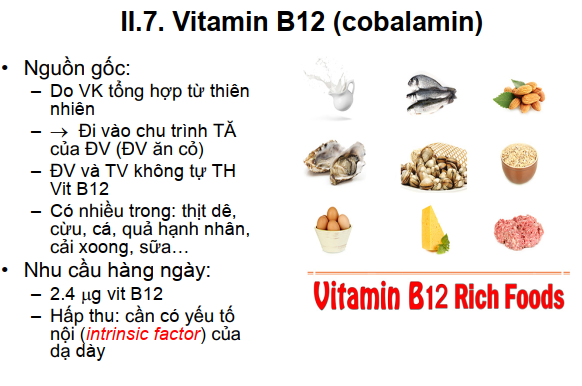 II.7. Vitamin B12 (cobalamin)
• Nguồn gốc:
– Do VK tổng hợp từ thiên
nhiên
– → Đi vào chu trình TĂ
của ĐV (ĐV ăn cỏ)
– ĐV và TV không tự TH
Vit B12
– Có nhiều trong: thịt dê,
cừu, cá, quả hạnh nhân,
cải xoong, sữa…
• Nhu cầu hàng ngày:
– 2.4 μg vit B12
– Hấp thu: cần có yếu tố
nội (intrinsic factor) của
dạ dày
Vitamin B12 Rich Foods